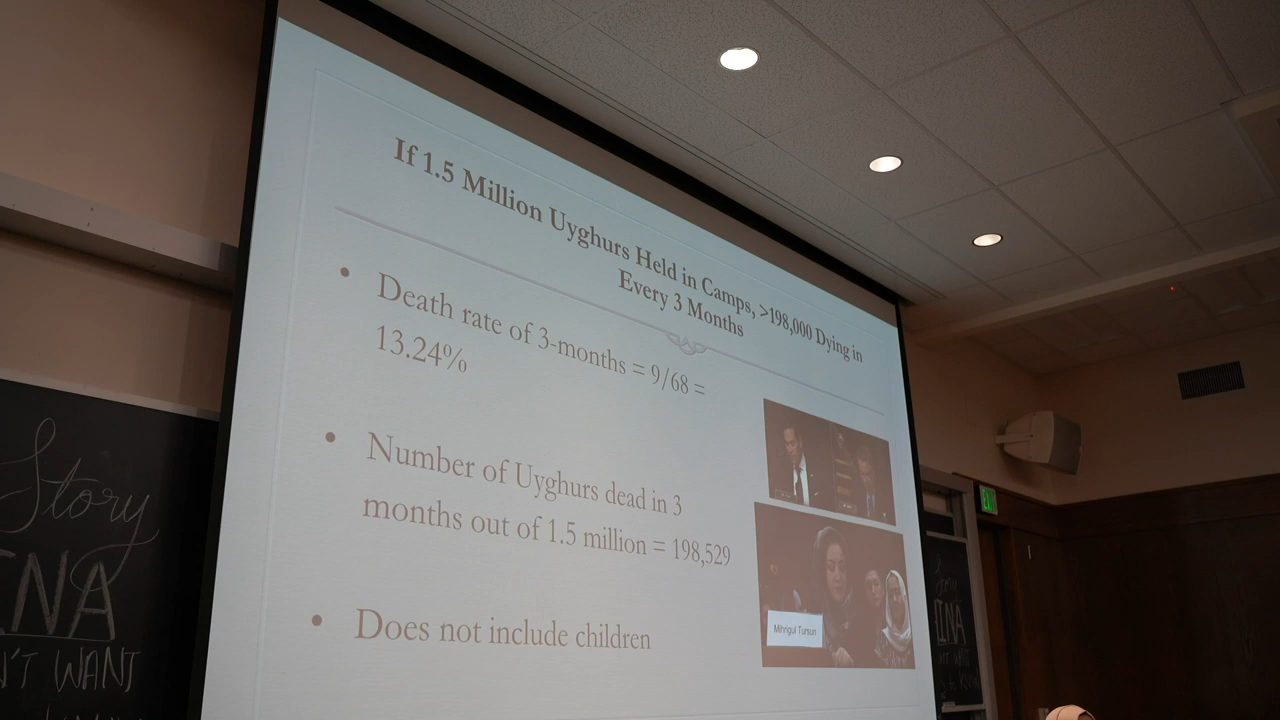 If 1.5 Million Uyghurs Held in Camps, >198,000 Dying in
Every 3 Months
• Death rate of 3-months = 9/68 =
13.24%
• Number of Uyghurs dead in 3
months out of 1.5 million = 198,529
• Does not include children
Mihrigul Tursun
Story
INA
N'T WANT
INA